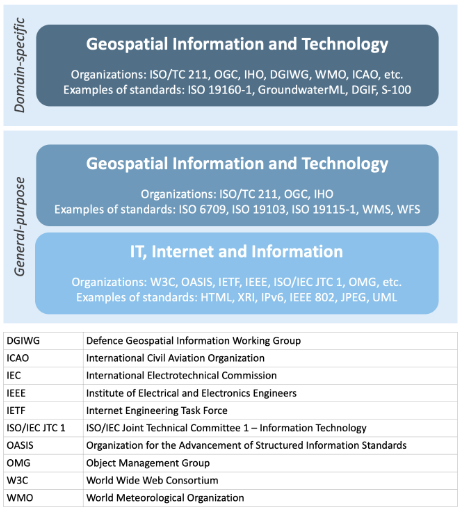 Domain-specific
Geospatial Information and Technology
Organizations: ISO/TC 211, OGC, IHO, DGIWG, WMO, ICAO, etc.
Examples of standards: ISO 19160-1, GroundwaterML, DGIF, S-100
General-purpose
Geospatial Information and Technology
Organizations: ISO/TC 211, OGC, IHO
Examples of standards: ISO 6709, ISO 19103, ISO 19115-1, WMS, WFS
IT, Internet and Information
Organizations: W3C, OASIS, IETF, IEEE, ISO/IEC JTC 1, OMG, etc.
Examples of standards: HTML, XRI, IPv6, IEEE 802, JPEG, UML
DGIWG Defence Geospatial Information Working Group
ICAO International Civil Aviation Organization
IEC International Electrotechnical Commission
IEEE Institute of Electrical and Electronics Engineers
IETF Internet Engineering Task Force
ISO/IEC JTC 1 ISO/IEC Joint Technical Committee 1 – Information Technology
OASIS Organization for the Advancement of Structured Information Standards
OMG Object Management Group
W3C World Wide Web Consortium
WMO World Meteorological Organization